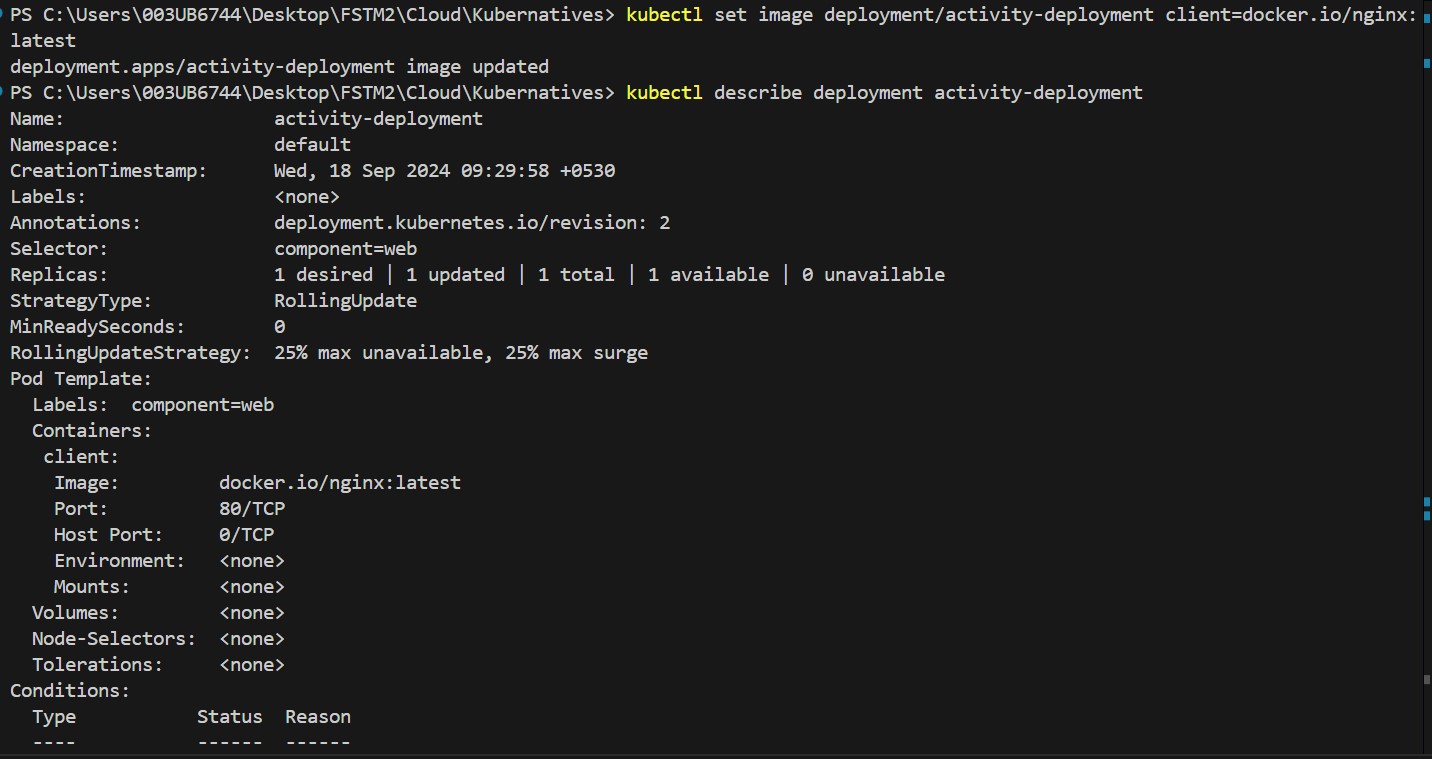 PS C:\Users\003UB6744\Desktop\FSTM2\Cloud\Kubernatives> kubectl set image deployment/activity-deployment client=docker.io/nginx:
latest
deployment.apps/activity-deployment image updated
PS C:\Users\003UB6744\Desktop\FSTM2\Cloud\Kubernatives> kubectl describe deployment activity-deployment
Name:                   activity-deployment
Namespace:              default
CreationTimestamp:      Wed, 18 Sep 2024 09:29:58 +0530
Labels:                 <none>
Annotations:            deployment.kubernetes.io/revision: 2
Selector:               component=web
Replicas:               1 desired | 1 updated | 1 total | 1 available | 0 unavailable
StrategyType:           RollingUpdate
MinReadySeconds:        0
RollingUpdateStrategy:  25% max unavailable, 25% max surge
Pod Template:
  Labels:  component=web
  Containers:
   client:
    Image:         docker.io/nginx:latest
    Port:          80/TCP
    Host Port:     0/TCP
    Environment:   <none>
    Mounts:        <none>
  Volumes:         <none>
  Node-Selectors:  <none>
  Tolerations:     <none>
Conditions:
  Type           Status  Reason
  ----           ------  ------